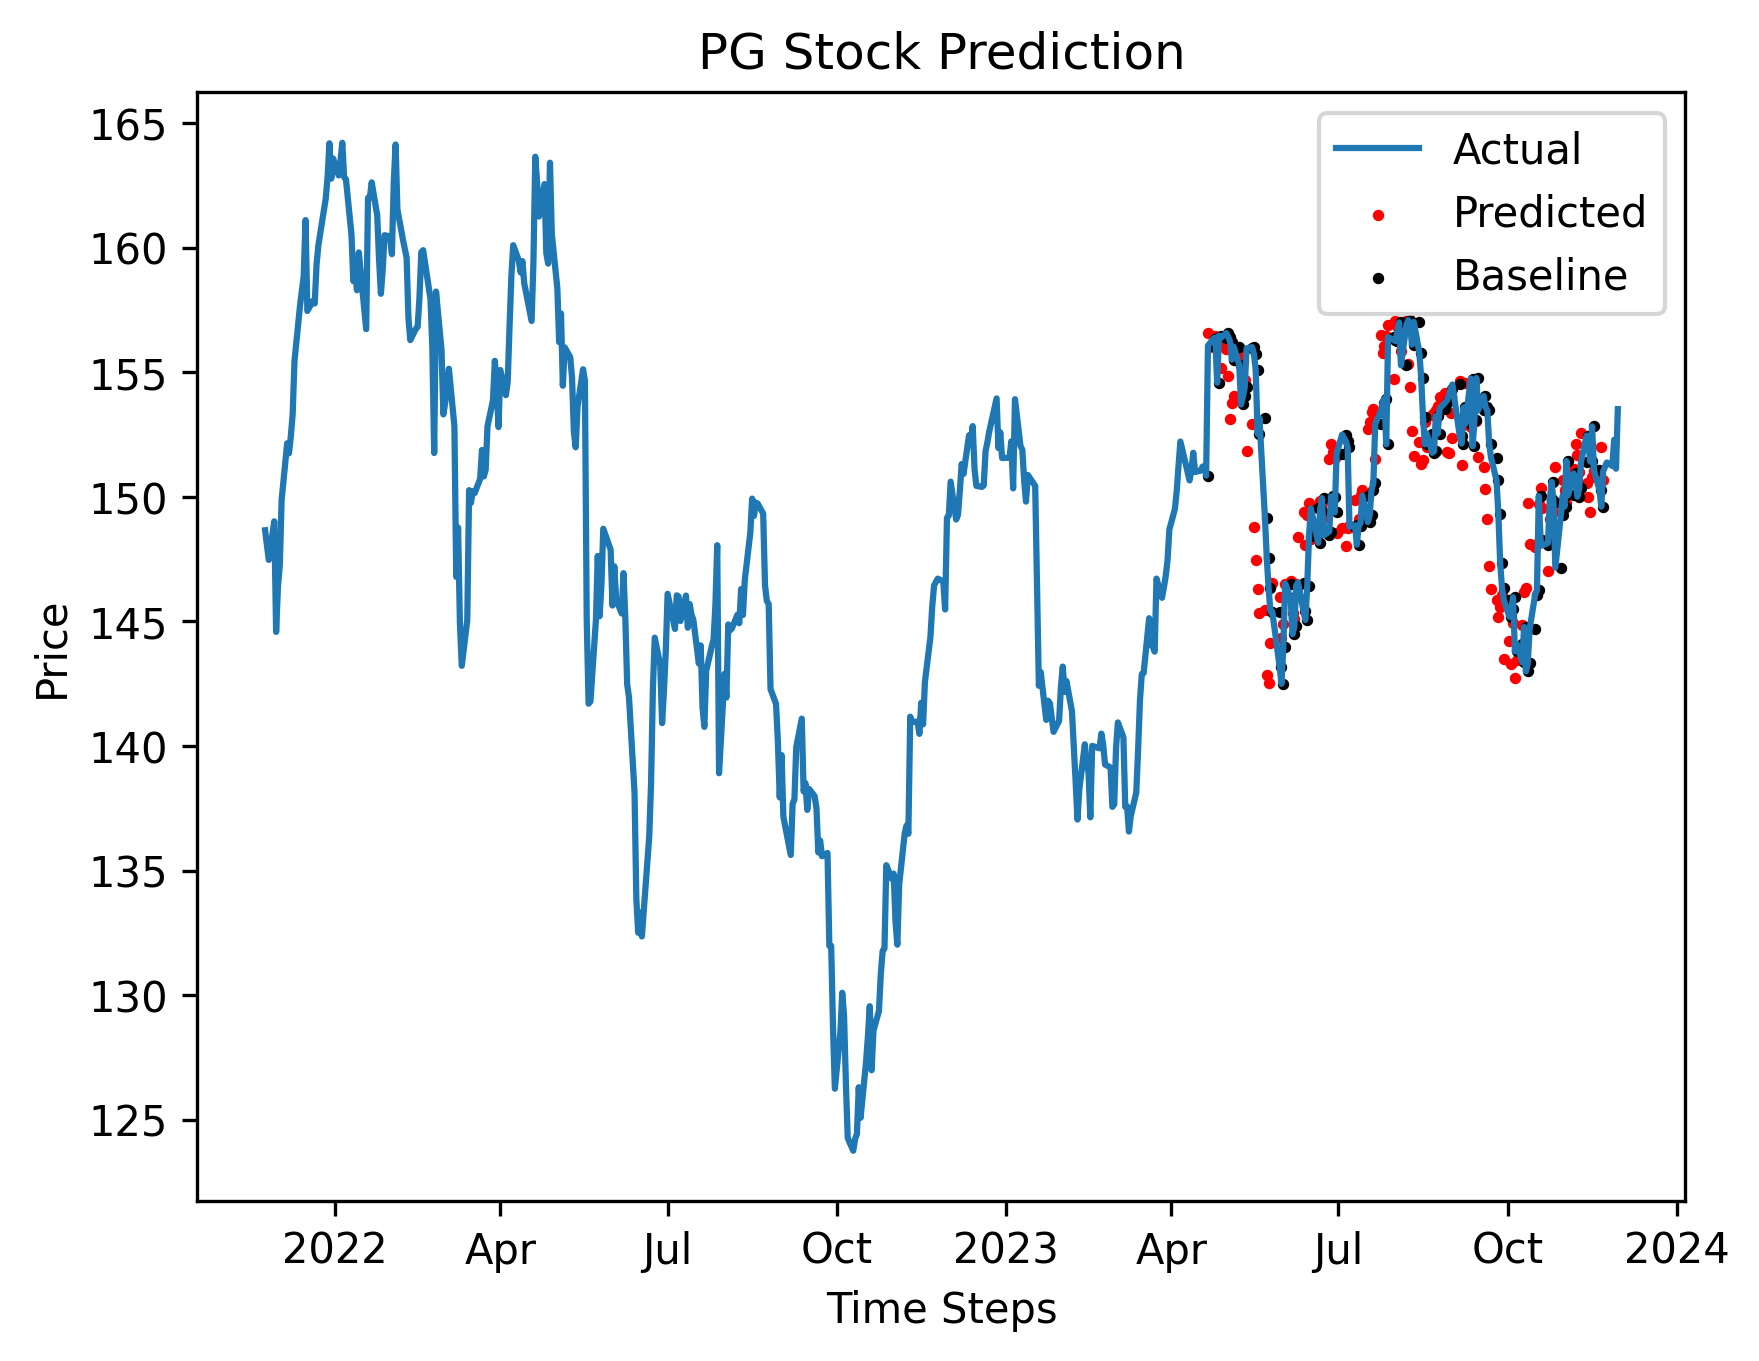 PG Stock Prediction
Actual
Predicted
Baseline
165
160
155
150
145
140
135
130
125
Price
2022 Apr Jul Oct 2023 Apr Jul Oct 2024
Time Steps